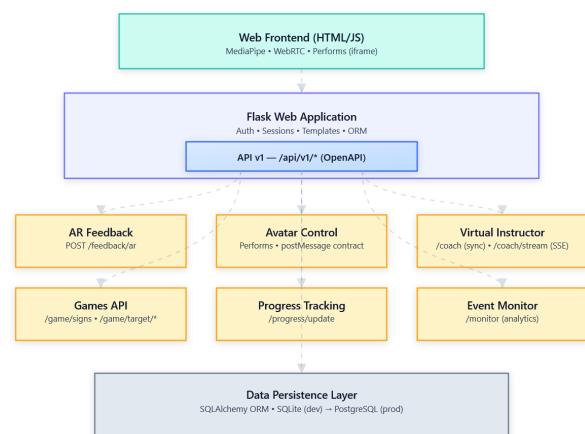 Web Frontend (HTML/JS)
MediaPipe • WebRTC • Performs (iframe)
Flask Web Application
Auth • Sessions • Templates • ORM
API v1 — /api/v1/* (OpenAPI)
AR Feedback
POST /feedback/ar
Avatar Control
Performs • postMessage contract
Virtual Instructor
/coach (sync) • /coach/stream (SSE)
Games API
/game/signs • /game/target/*
Progress Tracking
/progress/update
Event Monitor
/monitor (analytics)
Data Persistence Layer
SQLAlchemy ORM • SQLite (dev) → PostgreSQL (prod)